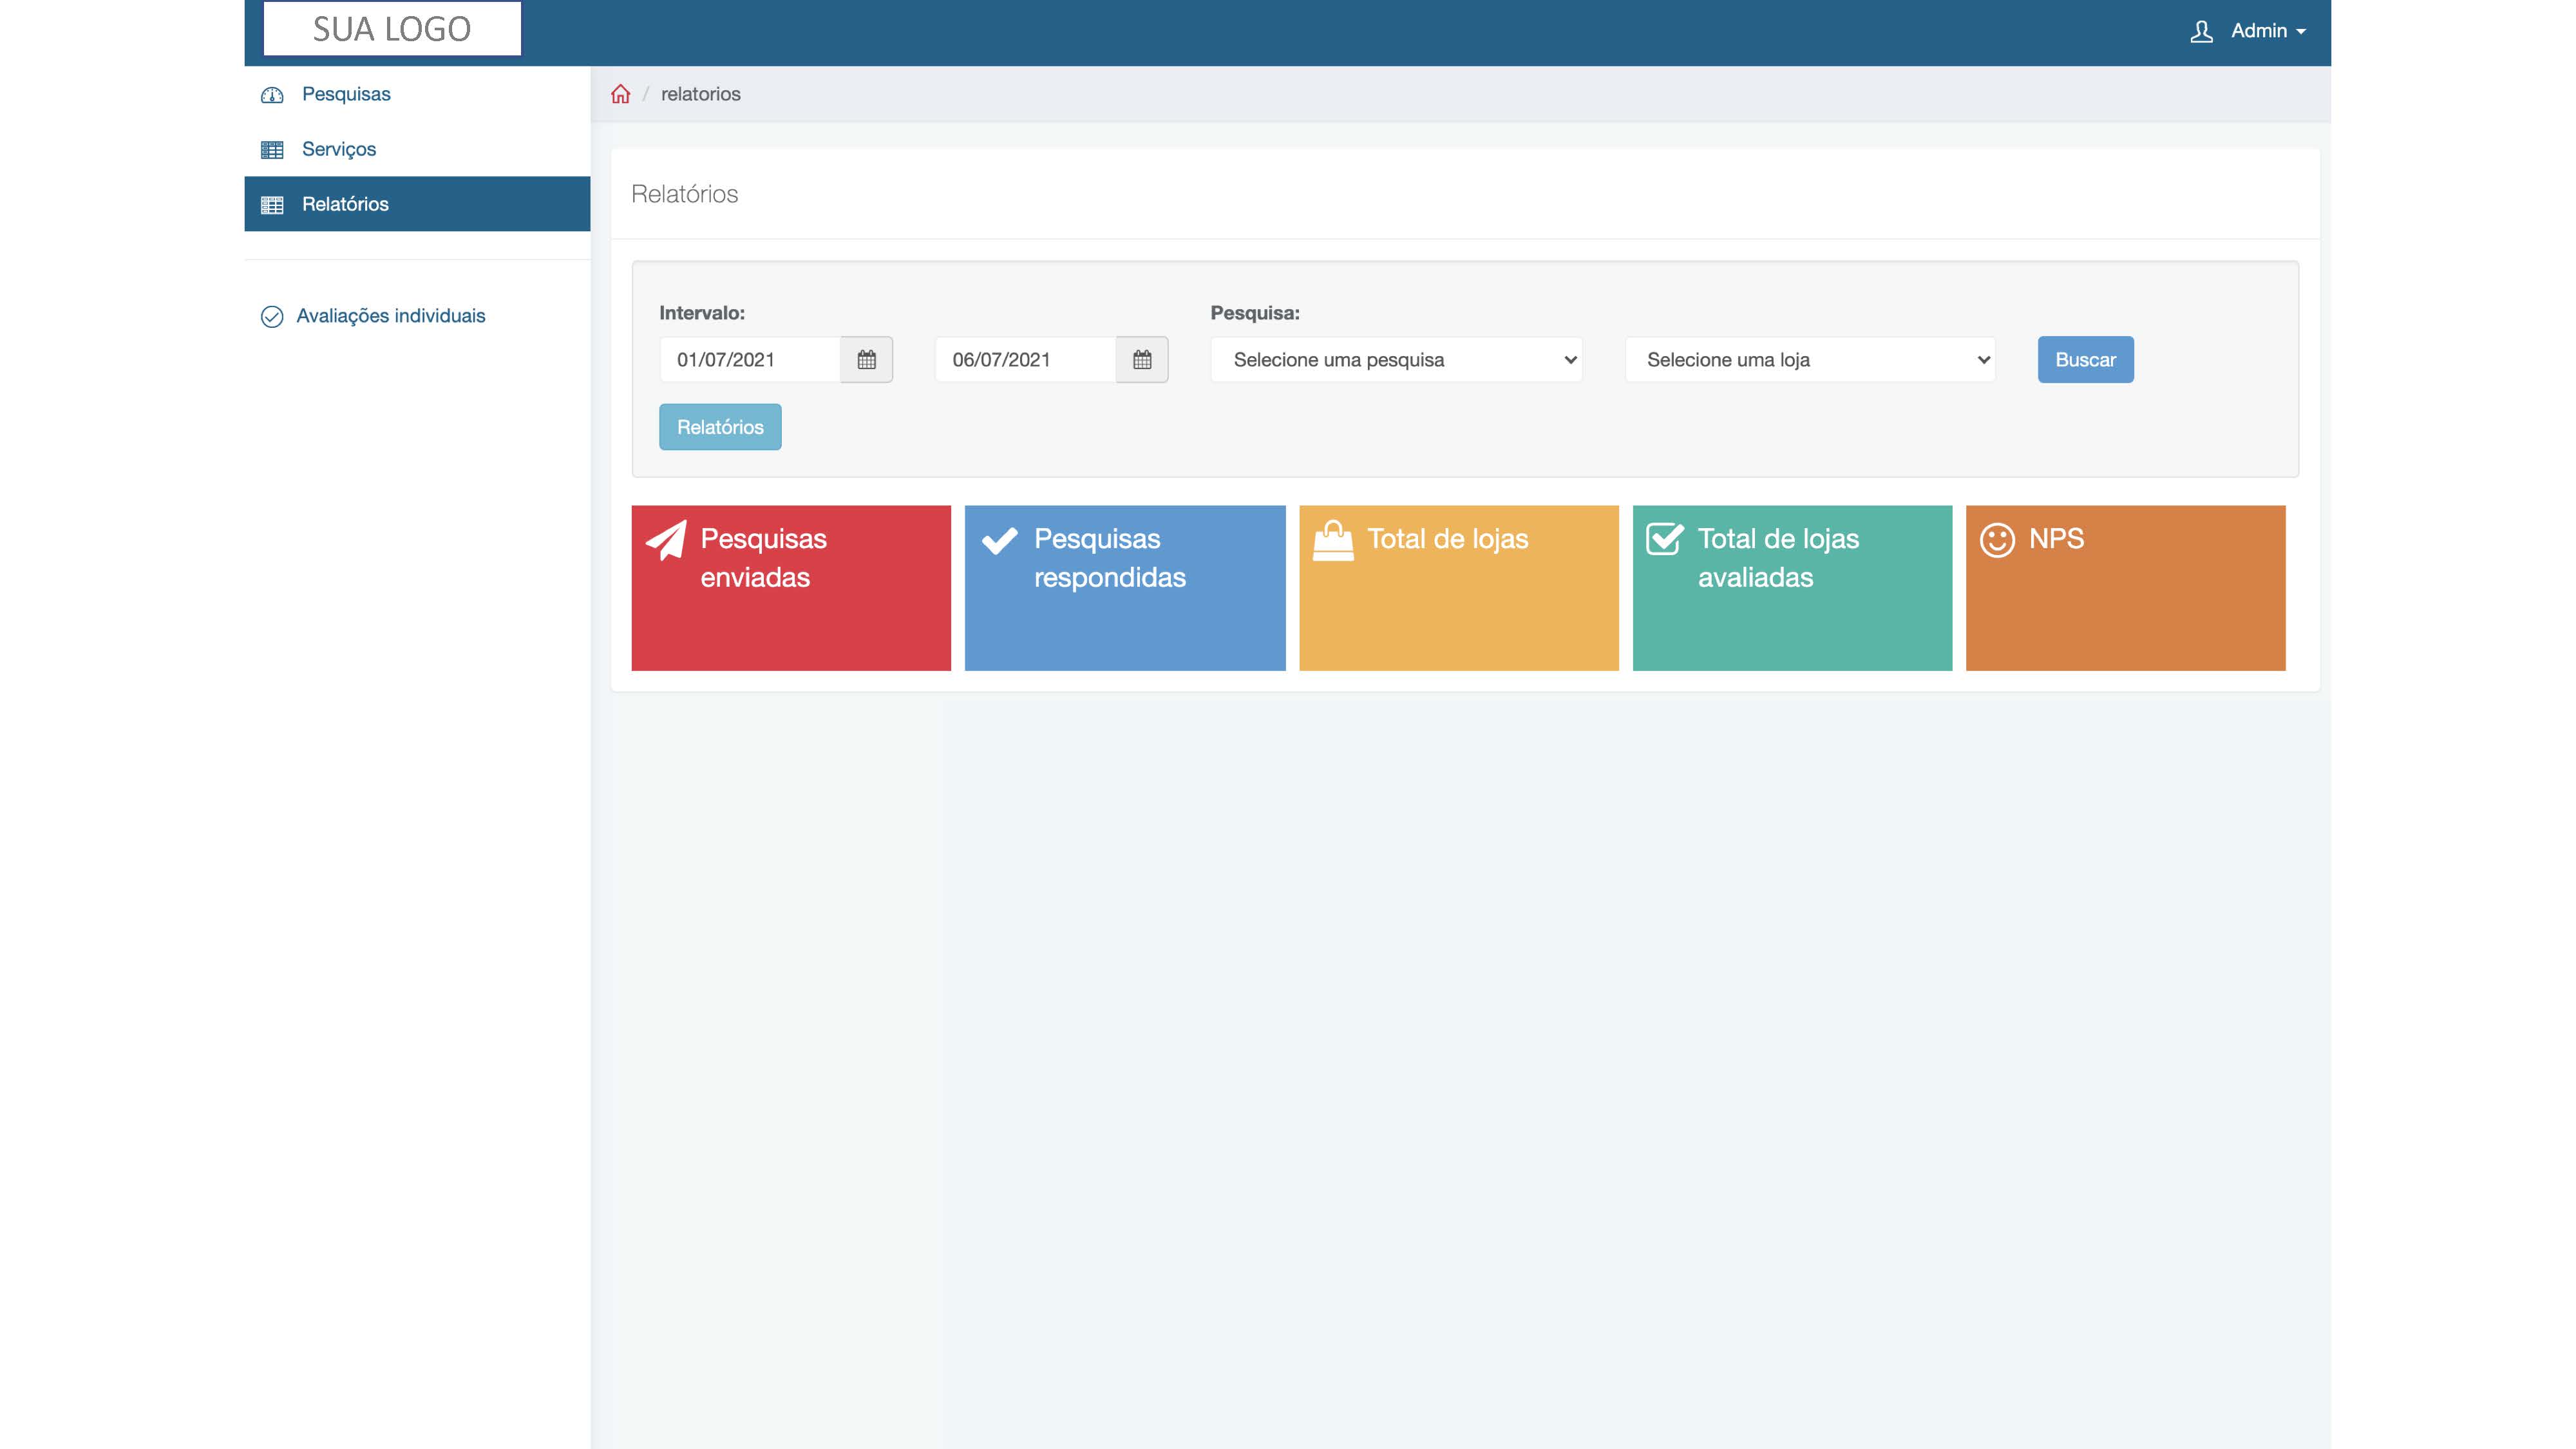 SUA LOGO
Admin
Pesquisas
Serviços
Relatórios
Avaliações individuais
/ relatorios
Relatórios
Intervalo:
Pesquisa:
01/07/2021
06/07/2021
Selecione uma pesquisa
Selecione uma loja
Buscar
Relatórios
Pesquisas
enviadas
Pesquisas
respondidas
Total de lojas
Total de lojas
avaliadas
NPS